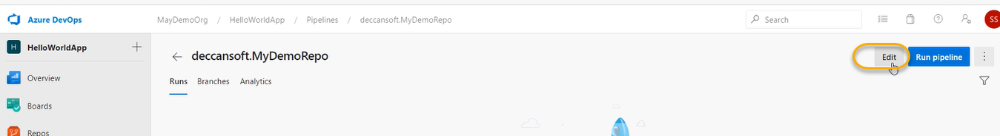 Azure DevOps
MayDemoOrg / HelloWorldApp / Pipelines / deccansoft.MyDemoRepo
Search
SS
H HelloWorldApp
deccansoft.MyDemoRepo
Edit
Run pipeline
Overview
Runs Branches Analytics
Boards
Repos